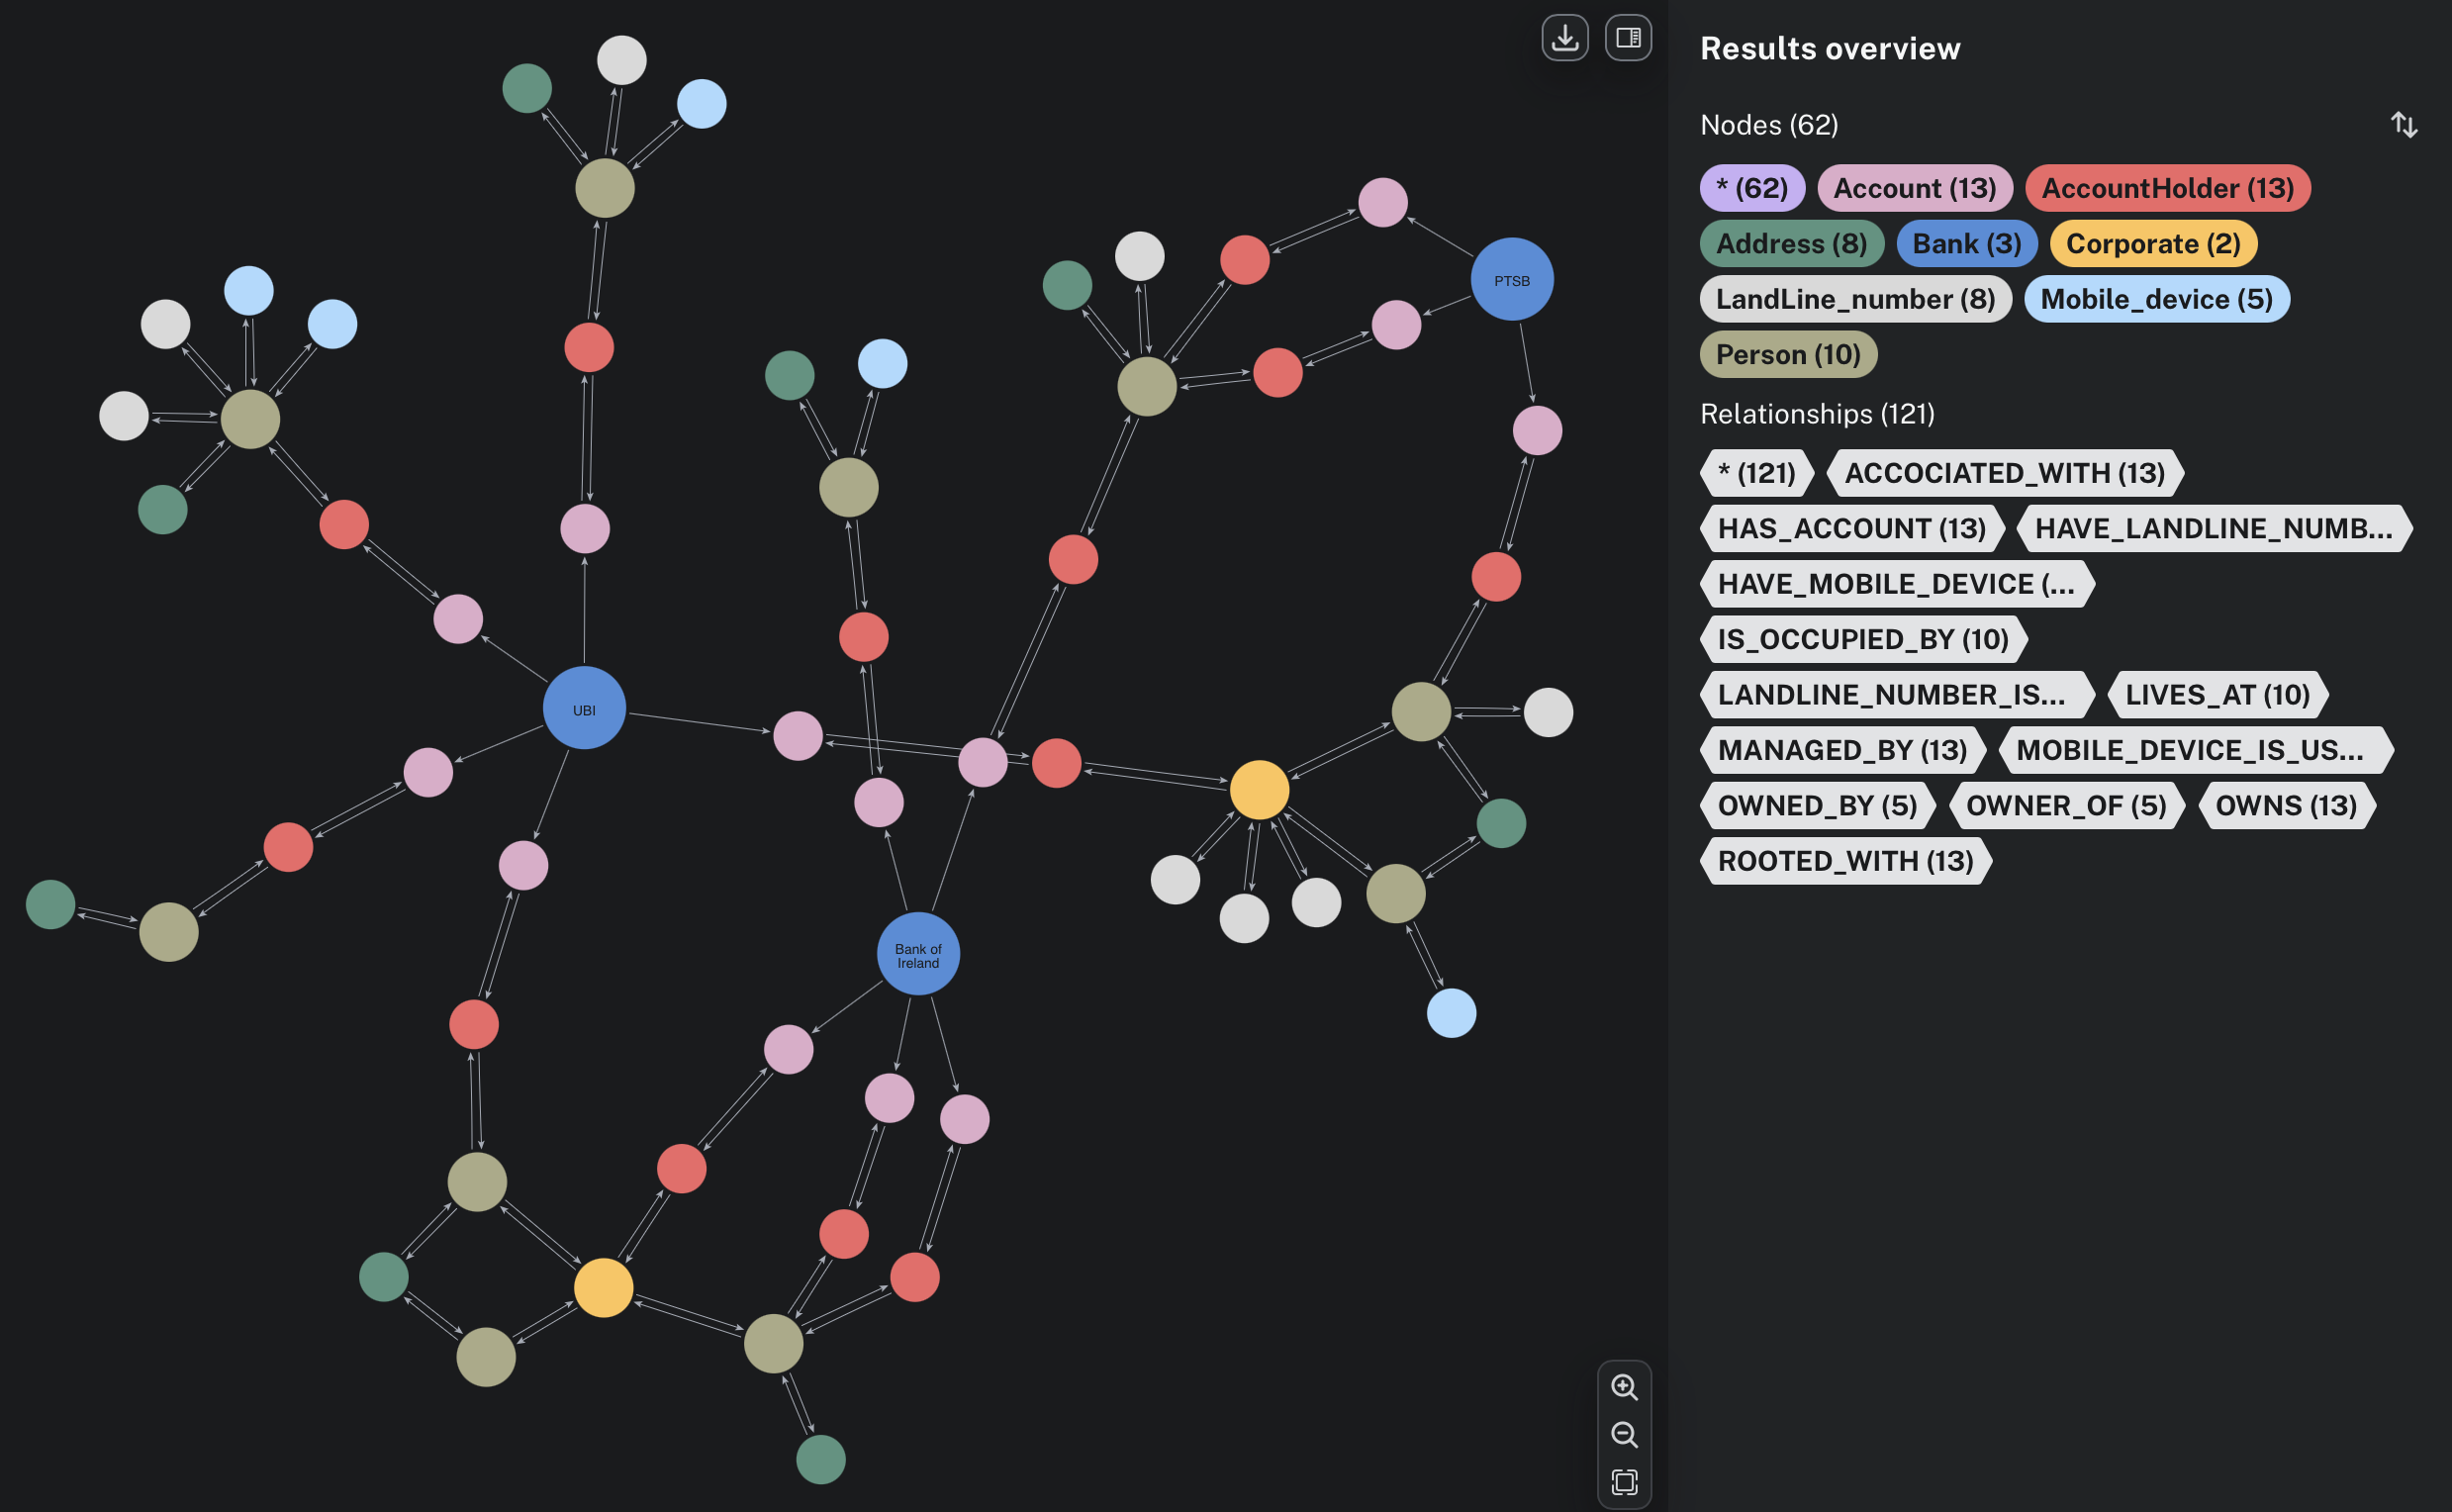 Results overview
Nodes (62)
* (62) Account (13) AccountHolder (13)
Address (8) Bank (3) Corporate (2)
LandLine_number (8) Mobile_device (5)
Person (10)
Relationships (121)
* (121) ACCOCIATED_WITH (13)
HAS_ACCOUNT (13) HAVE_LANDLINE_NUMB...
HAVE_MOBILE_DEVICE (...
IS_OCCUPIED_BY (10)
LANDLINE_NUMBER_IS... LIVES_AT (10)
MANAGED_BY (13) MOBILE_DEVICE_IS_US...
OWNED_BY (5) OWNER_OF (5) OWNS (13)
ROOTED_WITH (13)
PTSB
UBI
Bank of
Ireland